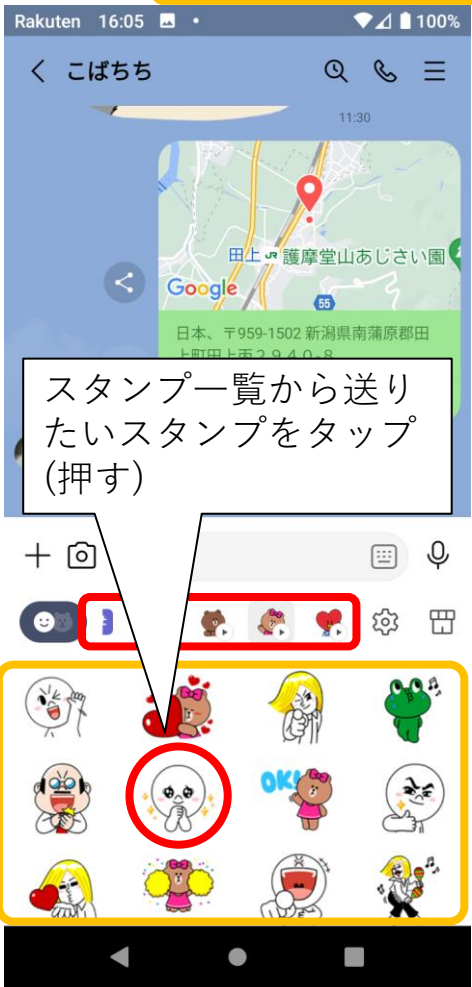 Rakuten 16:05 100%
こばちち
11:30
田上 JR 護摩堂山あじさい園
Google
55
日本、〒959-1502 新潟県南蒲原郡田
上町田上丙2940-8
スタンプ一覧から送り
たいスタンプをタップ
(押す)
OK!